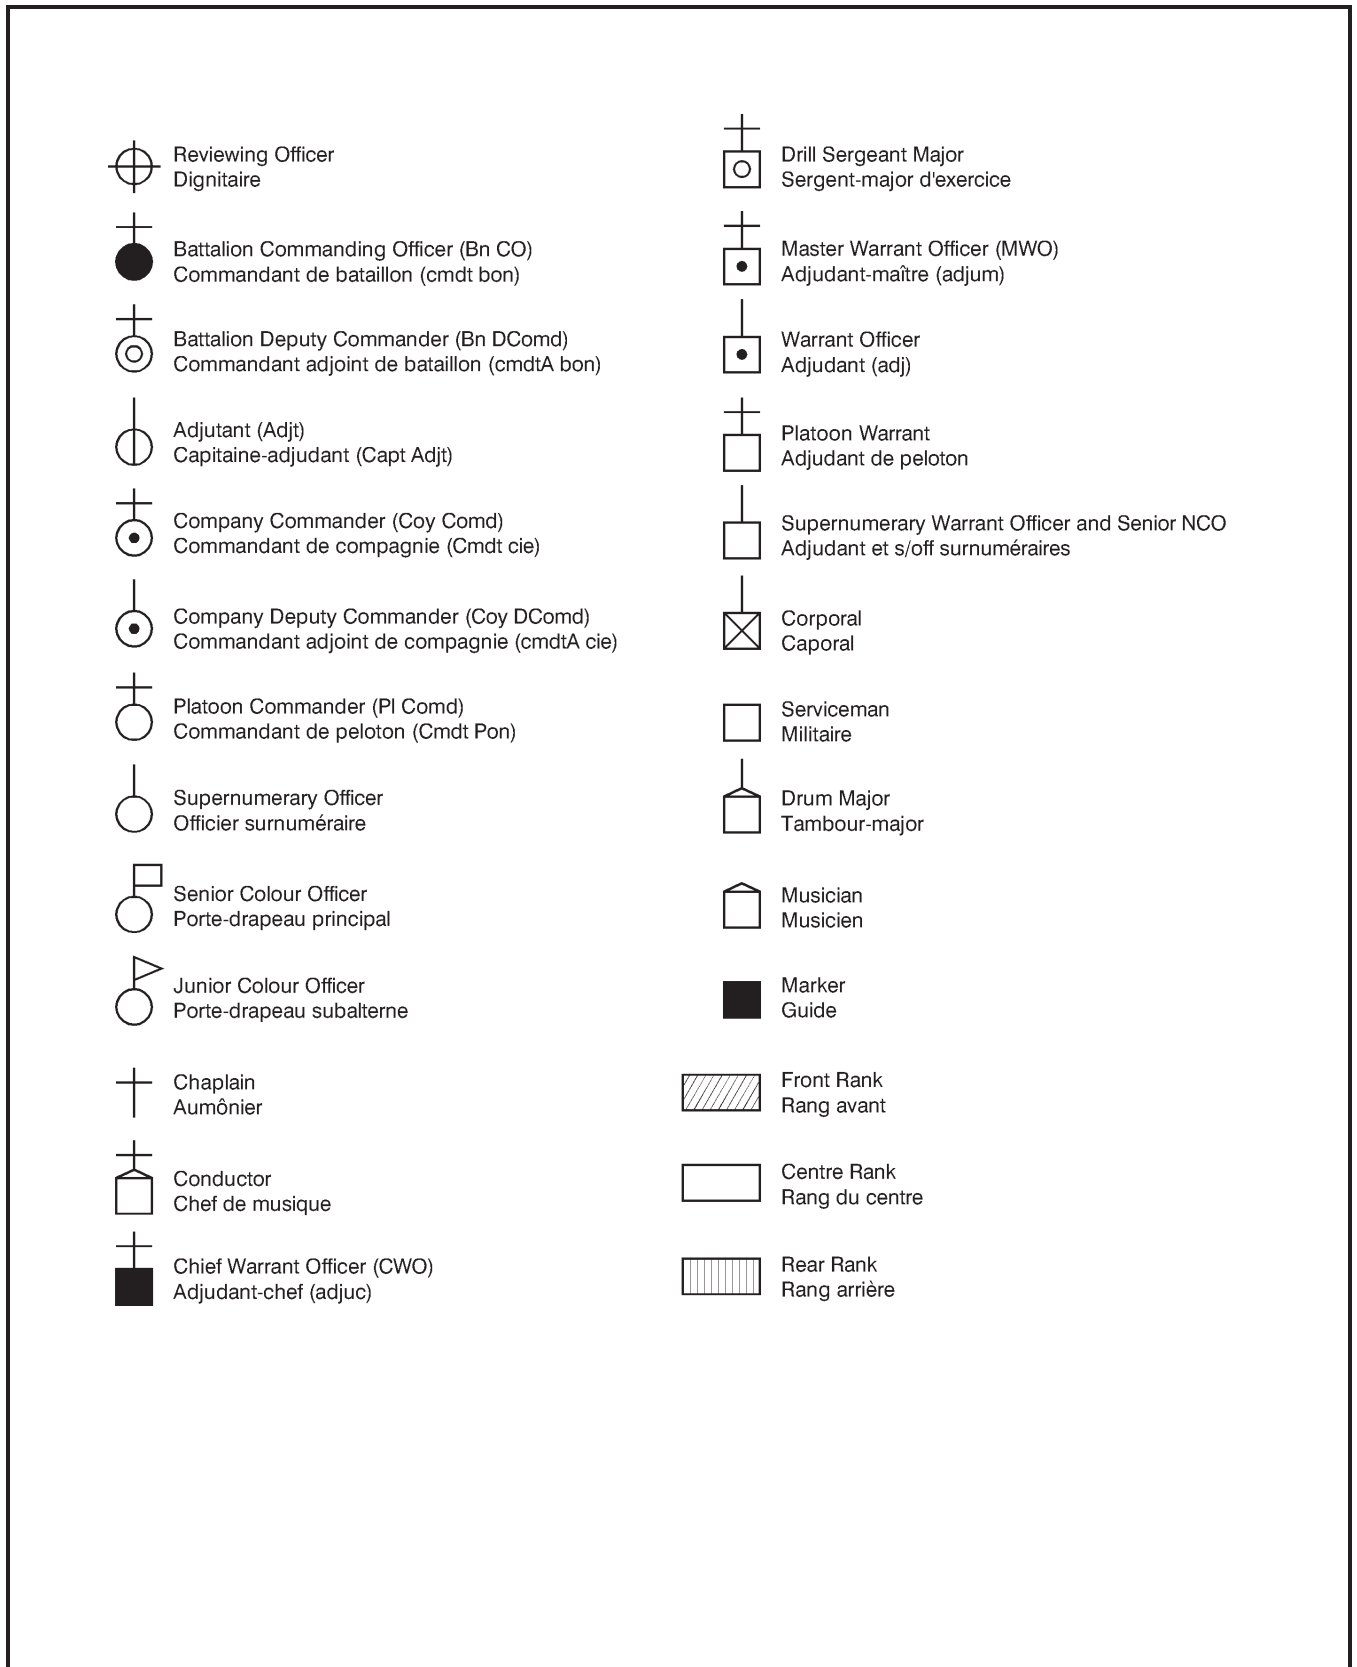 Reviewing Officer
Dignitaire
Battalion Commanding Officer (Bn CO)
Commandant de bataillon (cmdt bon)
Battalion Deputy Commander (Bn DComd)
Commandant adjoint de bataillon (cmdtA bon)
Adjutant (Adjt)
Capitaine-adjudant (Capt Adjt)
Company Commander (Coy Comd)
Commandant de compagnie (Cmdt cie)
Company Deputy Commander (Coy DComd)
Commandant adjoint de compagnie (cmdtA cie)
Platoon Commander (Pl Comd)
Commandant de peloton (Cmdt Pon)
Supernumerary Officer
Officier surnuméraire
Senior Colour Officer
Porte-drapeau principal
Junior Colour Officer
Porte-drapeau subalterne
Chaplain
Aumônier
Conductor
Chef de musique
Chief Warrant Officer (CWO)
Adjudant-chef (adjuc)
Drill Sergeant Major
Sergent-major d'exercice
Master Warrant Officer (MWO)
Adjudant-maître (adjum)
Warrant Officer
Adjudant (adj)
Platoon Warrant
Adjudant de peloton
Supernumerary Warrant Officer and Senior NCO
Adjudant et s/off surnuméraires
Corporal
Caporal
Serviceman
Militaire
Drum Major
Tambour-major
Musician
Musicien
Marker
Guide
Front Rank
Rang avant
Centre Rank
Rang du centre
Rear Rank
Rang arrière